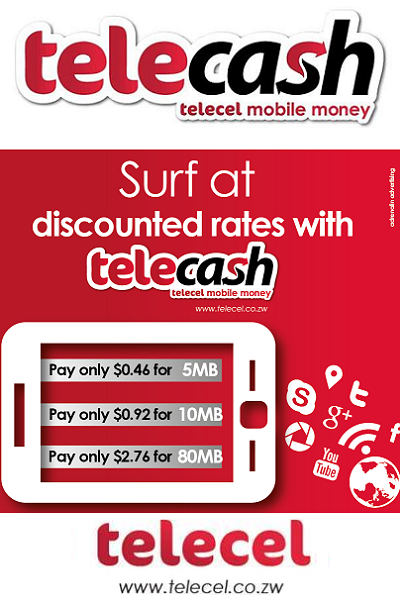 telecash
telecel mobile money
adrenalin advertising
Surf at
discounted rates with
telecash
telecel mobile money
www.telecel.co.zw
Pay only $0.46 for 5MB
Pay only $0.92 for 10MB
Pay only $2.76 for 80MB
S
t
g+
f
You
Tube
telecel
www.telecel.co.zw